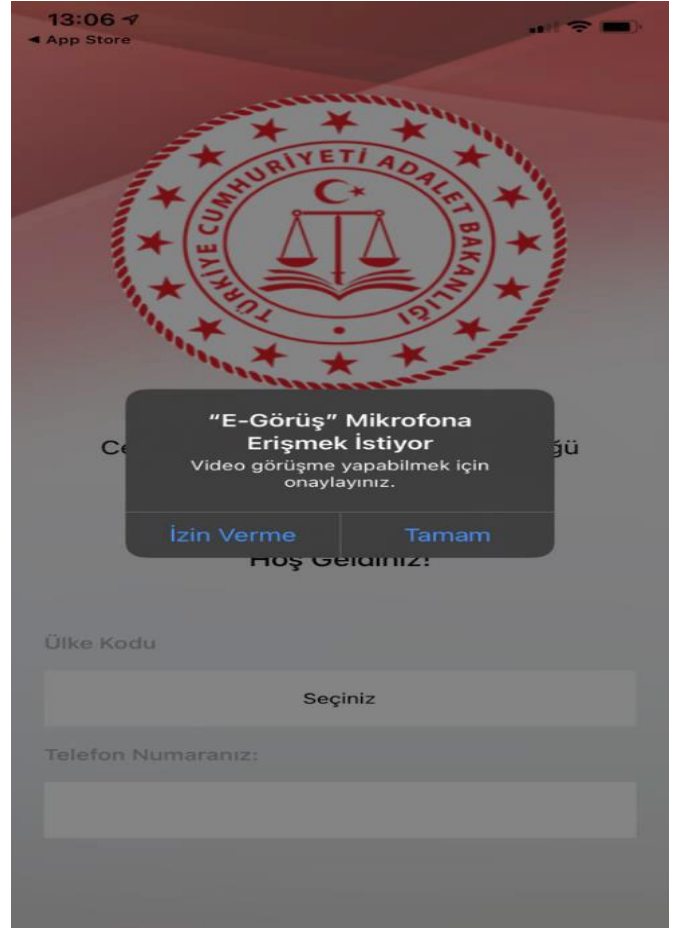 13:06
App Store
TÜRKİYE CUMHURİYETİ ADALET BAKANLIĞI
"E-Görüş" Mikrofona
Erişmek İstiyor
Video görüşme yapabilmek için
onaylayınız.
İzin Verme Tamam
Hoş Geldiniz!
Ülke Kodu
Seçiniz
Telefon Numaranız: